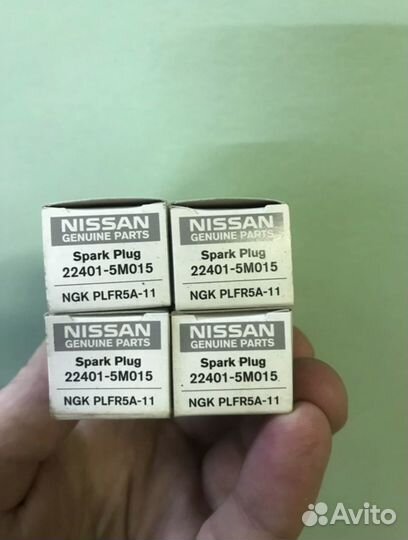 NISSAN
GENUINE PARTS
Spark Plug
22401-5M015
NGK PLFR5A-11
NISSAN
GENUINE PARTS
Spark Plug
22401-5M015
NGK PLFR5A-11
NISSAN
GENUINE PARTS
Spark Plug
22401-5M015
NGK PLFR5A-11
NISSAN
GENUINE PARTS
Spark Plug
22401-5M015
NGK PLFR5A-11
Avito